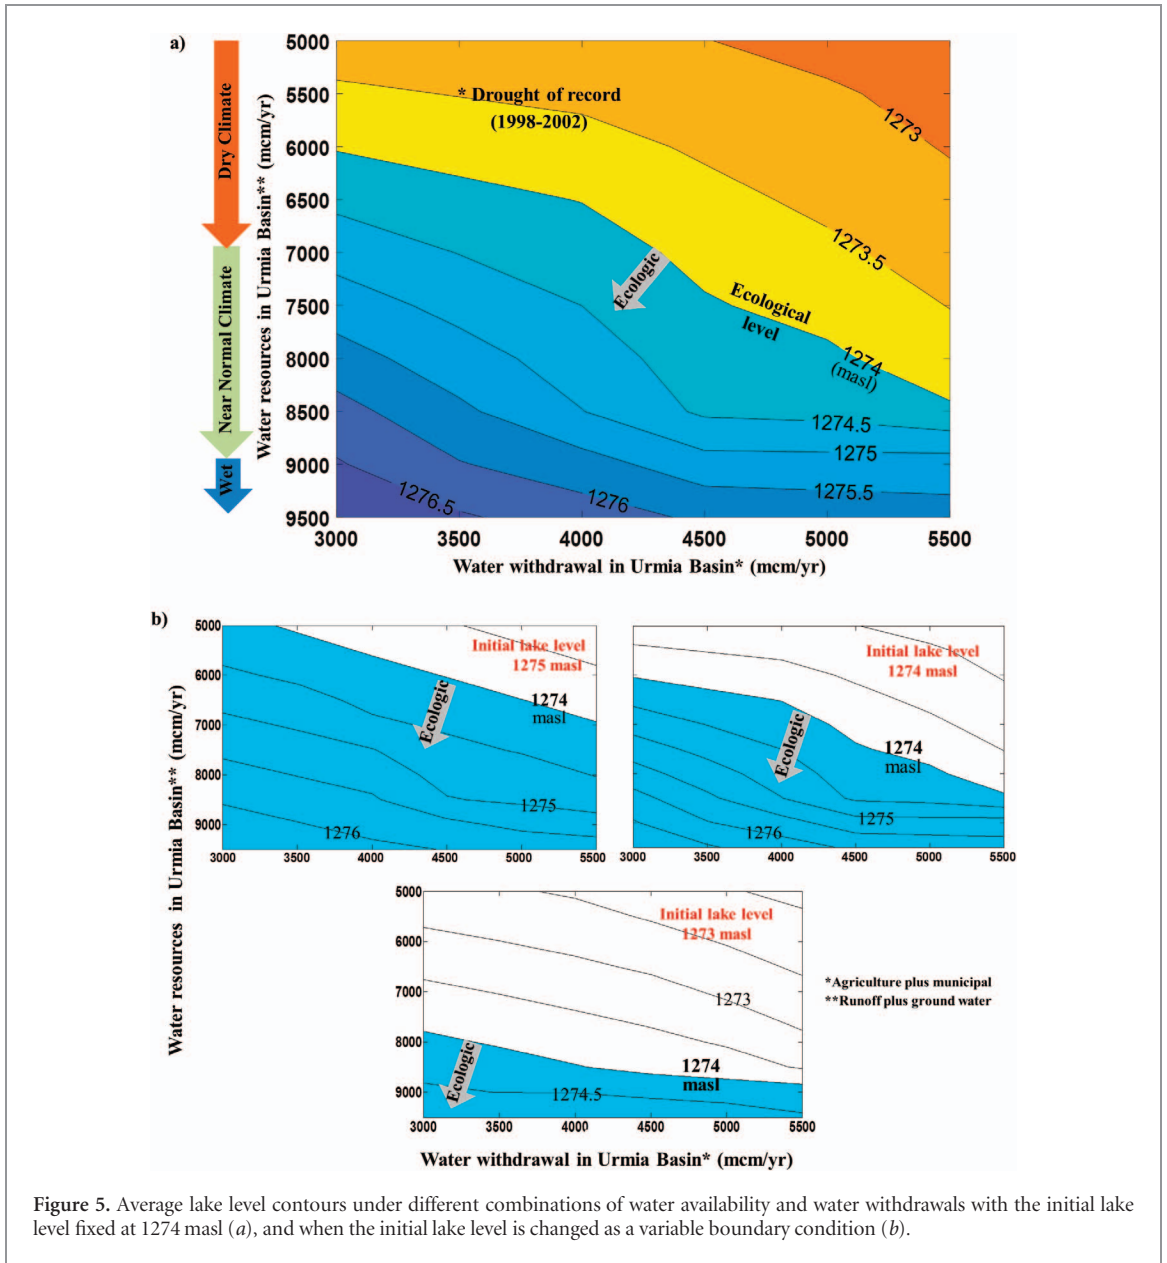 a)
Dry Climate
Near Normal Climate
Wet
Water resources in Urmia Basin** (mcm/yr)
5000
5500
6000
6500
7000
7500
8000
8500
9000
9500
* Drought of record
(1998-2002)
1273
1273.5
Ecologic
Ecological
level
1274
(masl)
1274.5
1275
1275.5
1276
1276.5
3000 3500 4000 4500 5000 5500
Water withdrawal in Urmia Basin* (mcm/yr)
b)
Water resources in Urmia Basin** (mcm/yr)
5000
6000
7000
8000
9000
Initial lake level
1275 masl
1274
masl
Ecologic
1275
1276
3000 3500 4000 4500 5000 5500
5000
6000
7000
8000
9000
Initial lake level
1274 masl
1274
masl
Ecologic
1275
1276
3000 3500 4000 4500 5000 5500
5000
6000
7000
8000
9000
Initial lake level
1273 masl
1273
1274
masl
Ecologic
1274.5
3000 3500 4000 4500 5000 5500
*Agriculture plus municipal
**Runoff plus ground water
Water withdrawal in Urmia Basin* (mcm/yr)
Figure 5. Average lake level contours under different combinations of water availability and water withdrawals with the initial lake
level fixed at 1274 masl (a), and when the initial lake level is changed as a variable boundary condition (b).